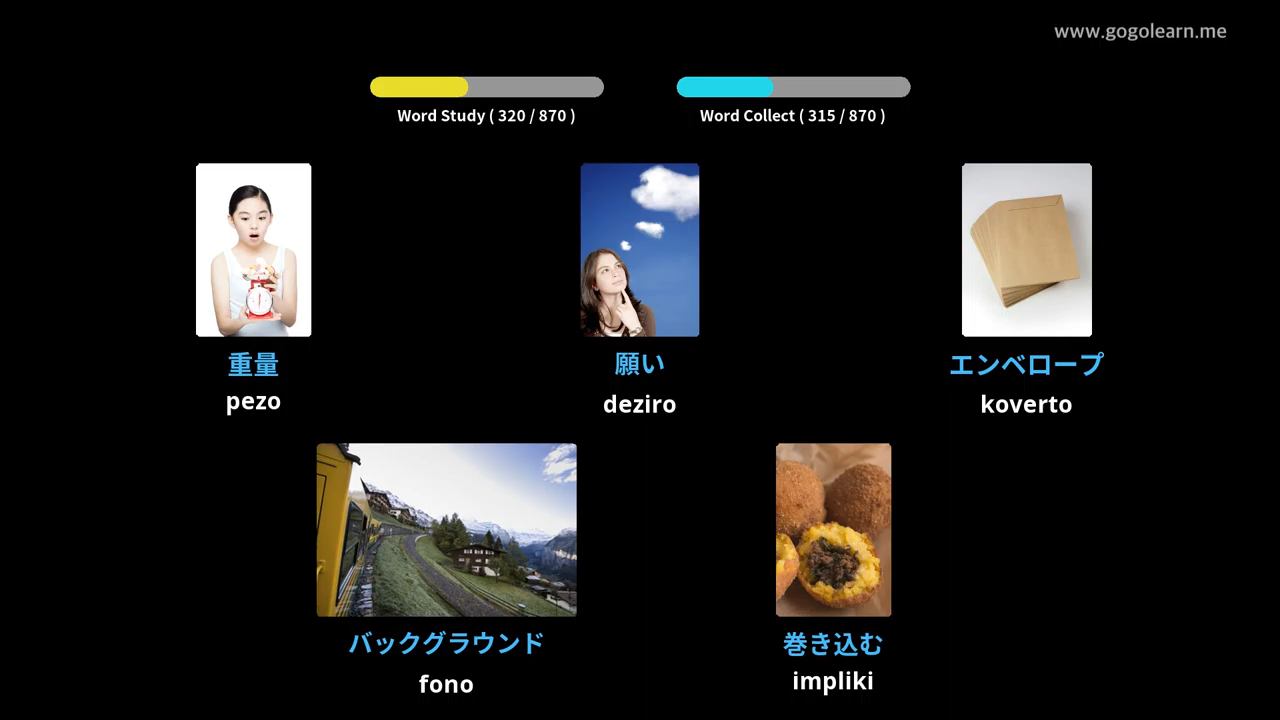 www.gogolearn.me
Word Study ( 320 / 870 )
Word Collect ( 315 / 870 )
重量
pezo
願い
deziro
エンベロープ
koverto
バックグラウンド
fono
巻き込む
impliki